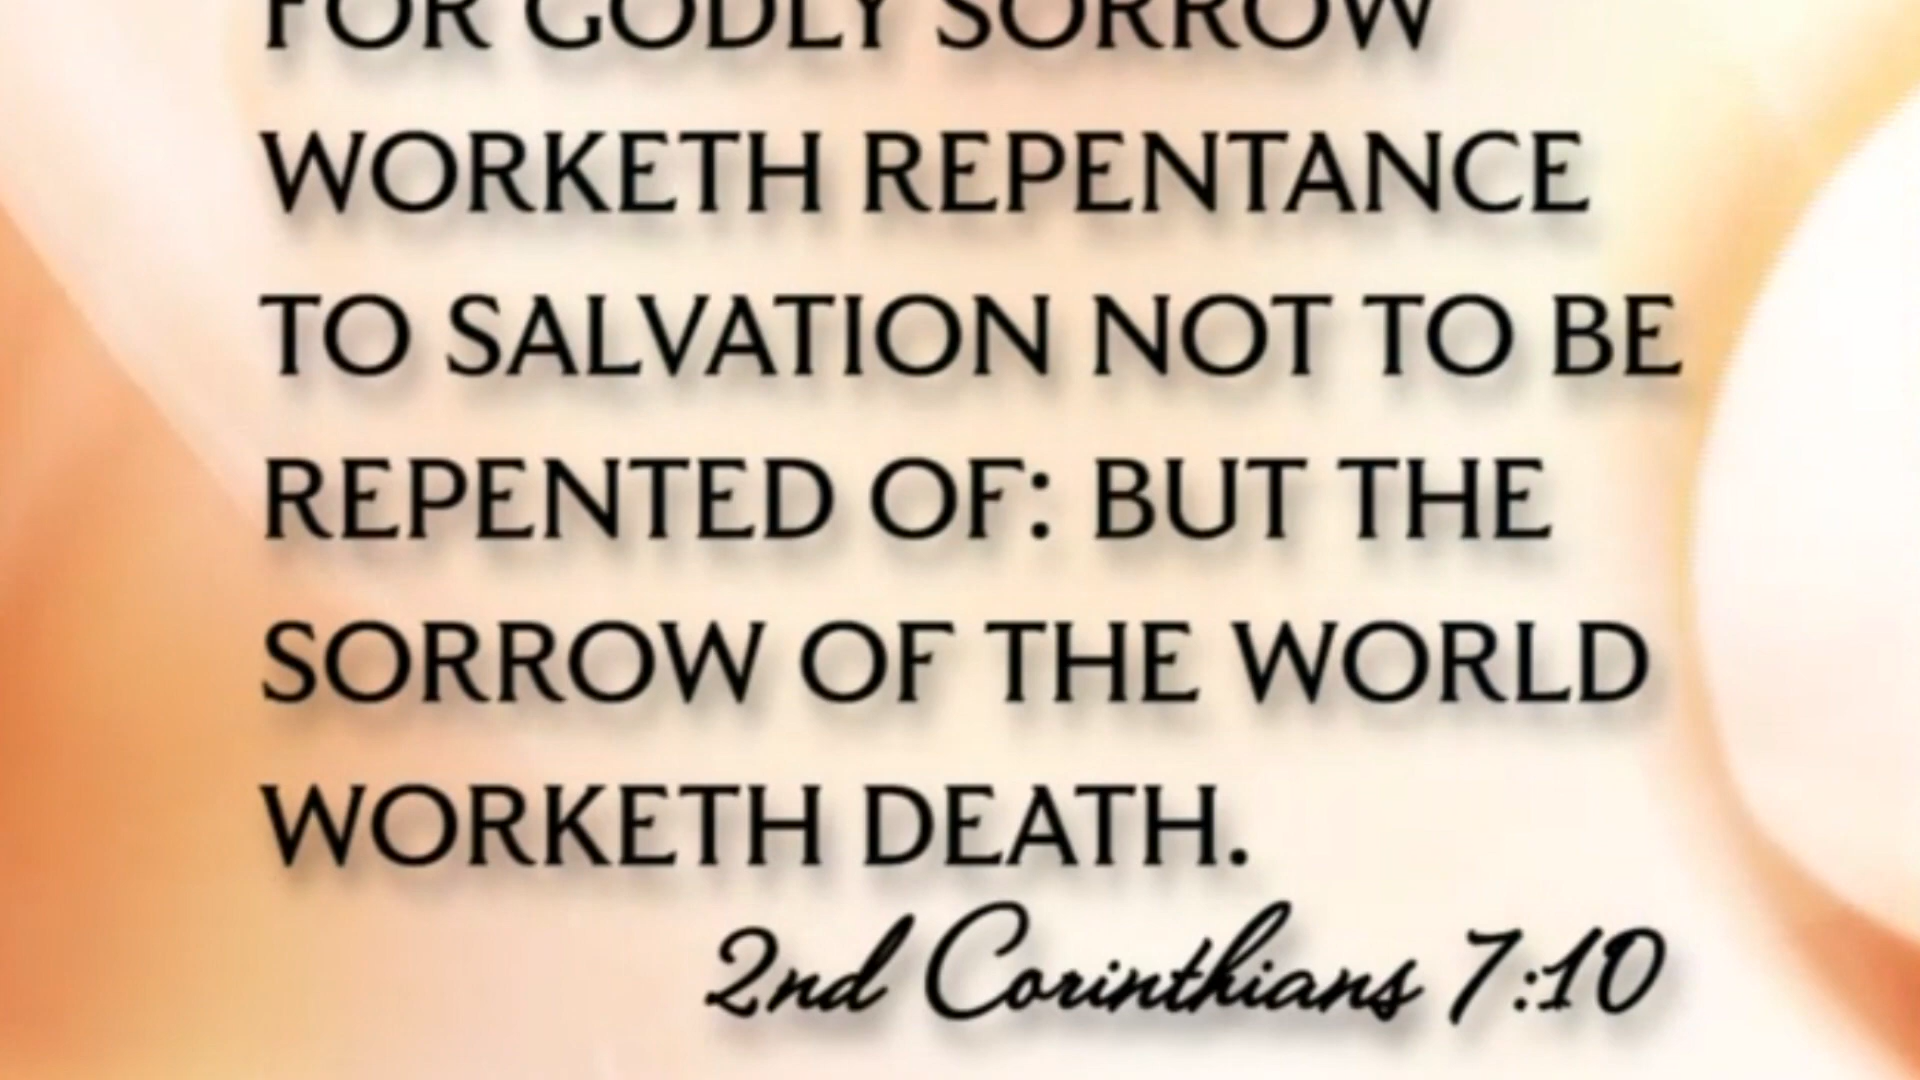 FOR GODLY SORROW
WORKETH REPENTANCE
TO SALVATION NOT TO BE
REPENTED OF: BUT THE
SORROW OF THE WORLD
WORKETH DEATH.
2nd Corinthians 7:10